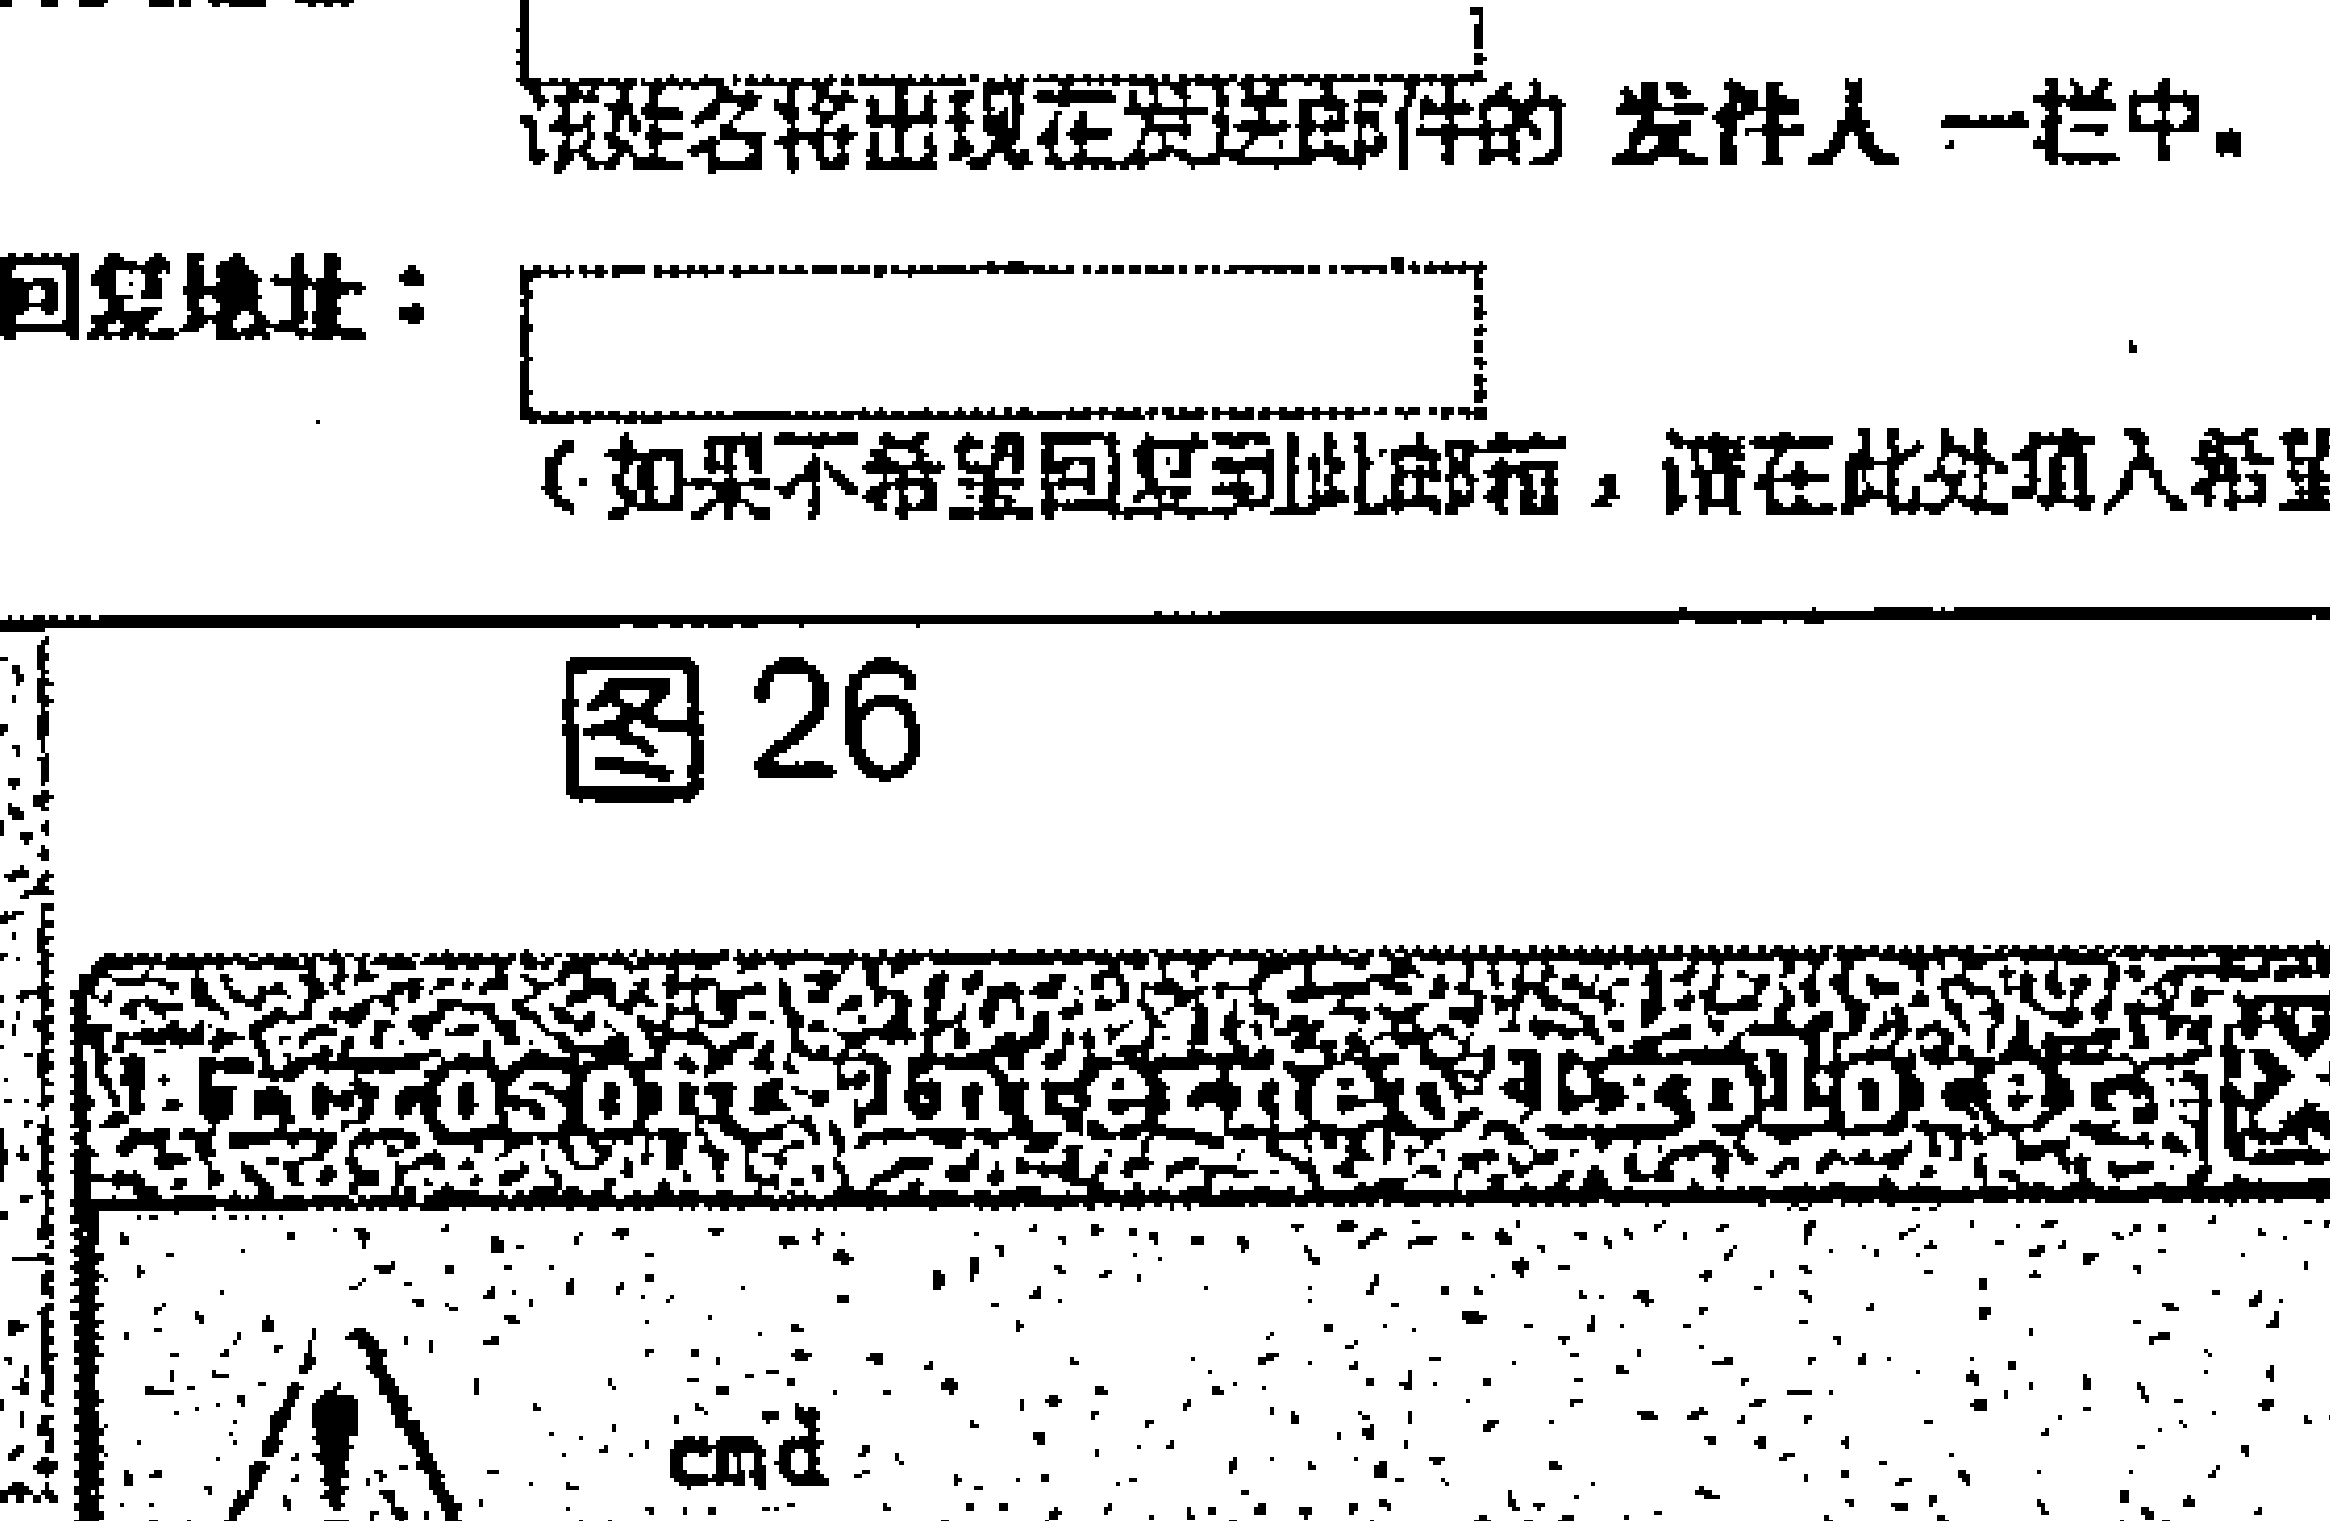 该姓名将出现在发送邮件的 发件人 一栏中.
回复地址:
(如果不希望回复到此邮箱,请在此处填入希望
图 26
Microsoft Internet Explorer
cmd